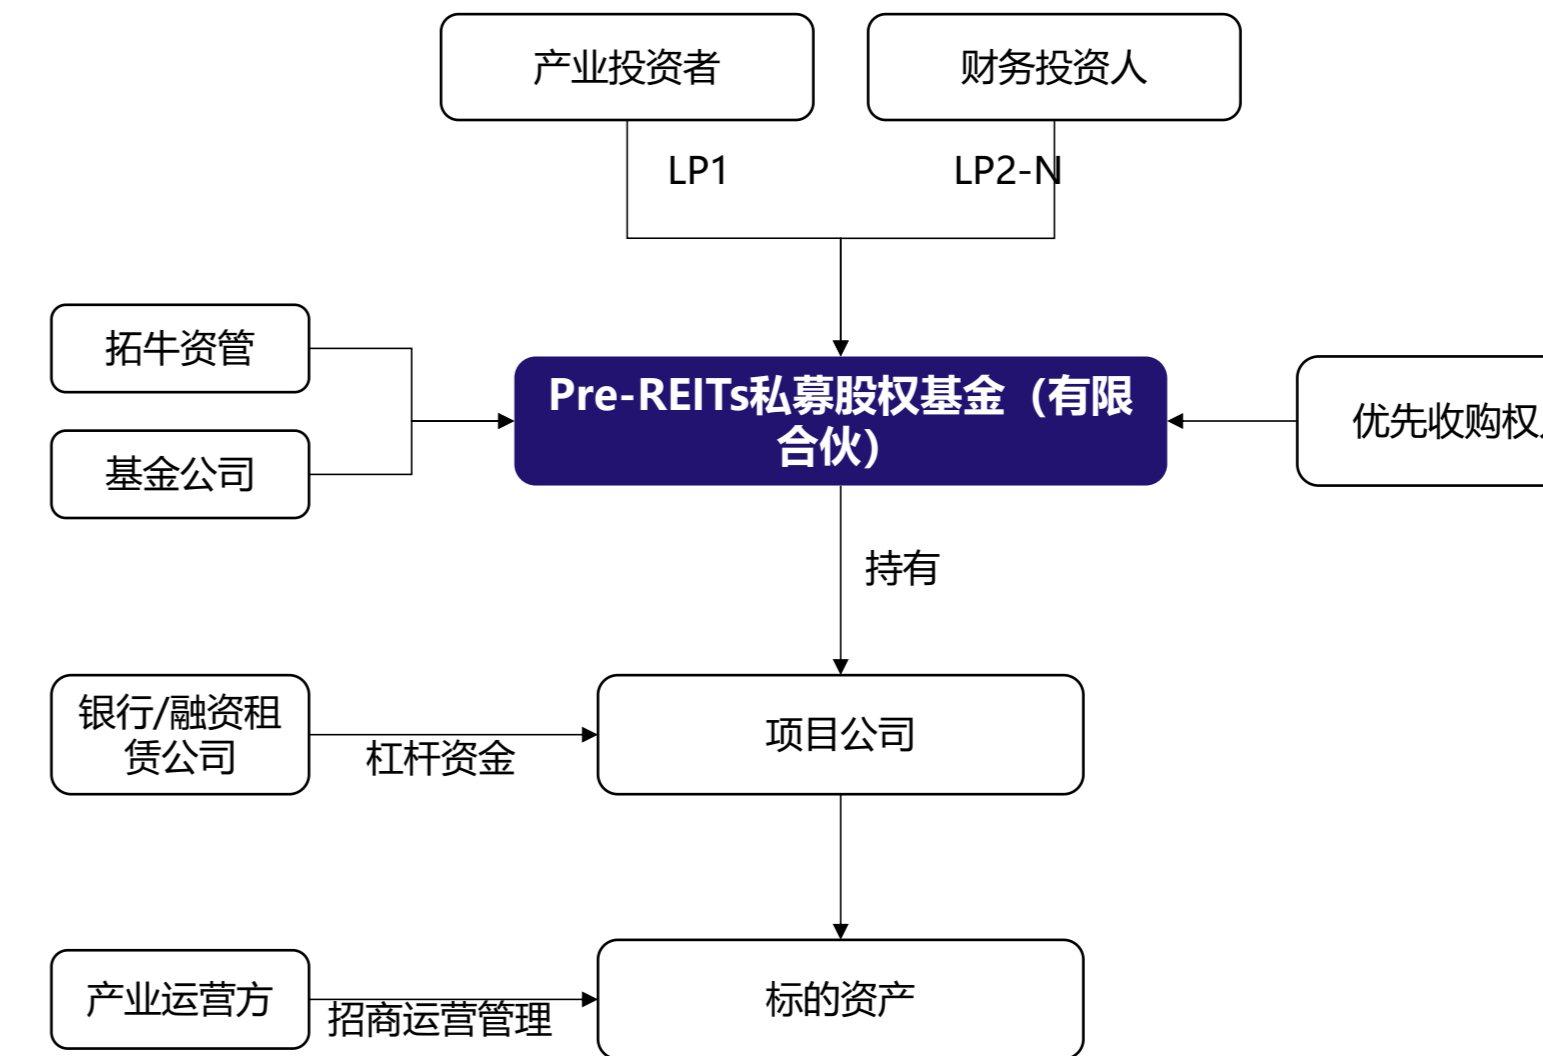 产业投资者
财务投资人
LP1
LP2-N
拓牛资管
基金公司
Pre-REITs私募股权基金（有限
合伙）
优先收购权
持有
银行/融资租
赁公司
杠杆资金
项目公司
产业运营方
招商运营管理
标的资产